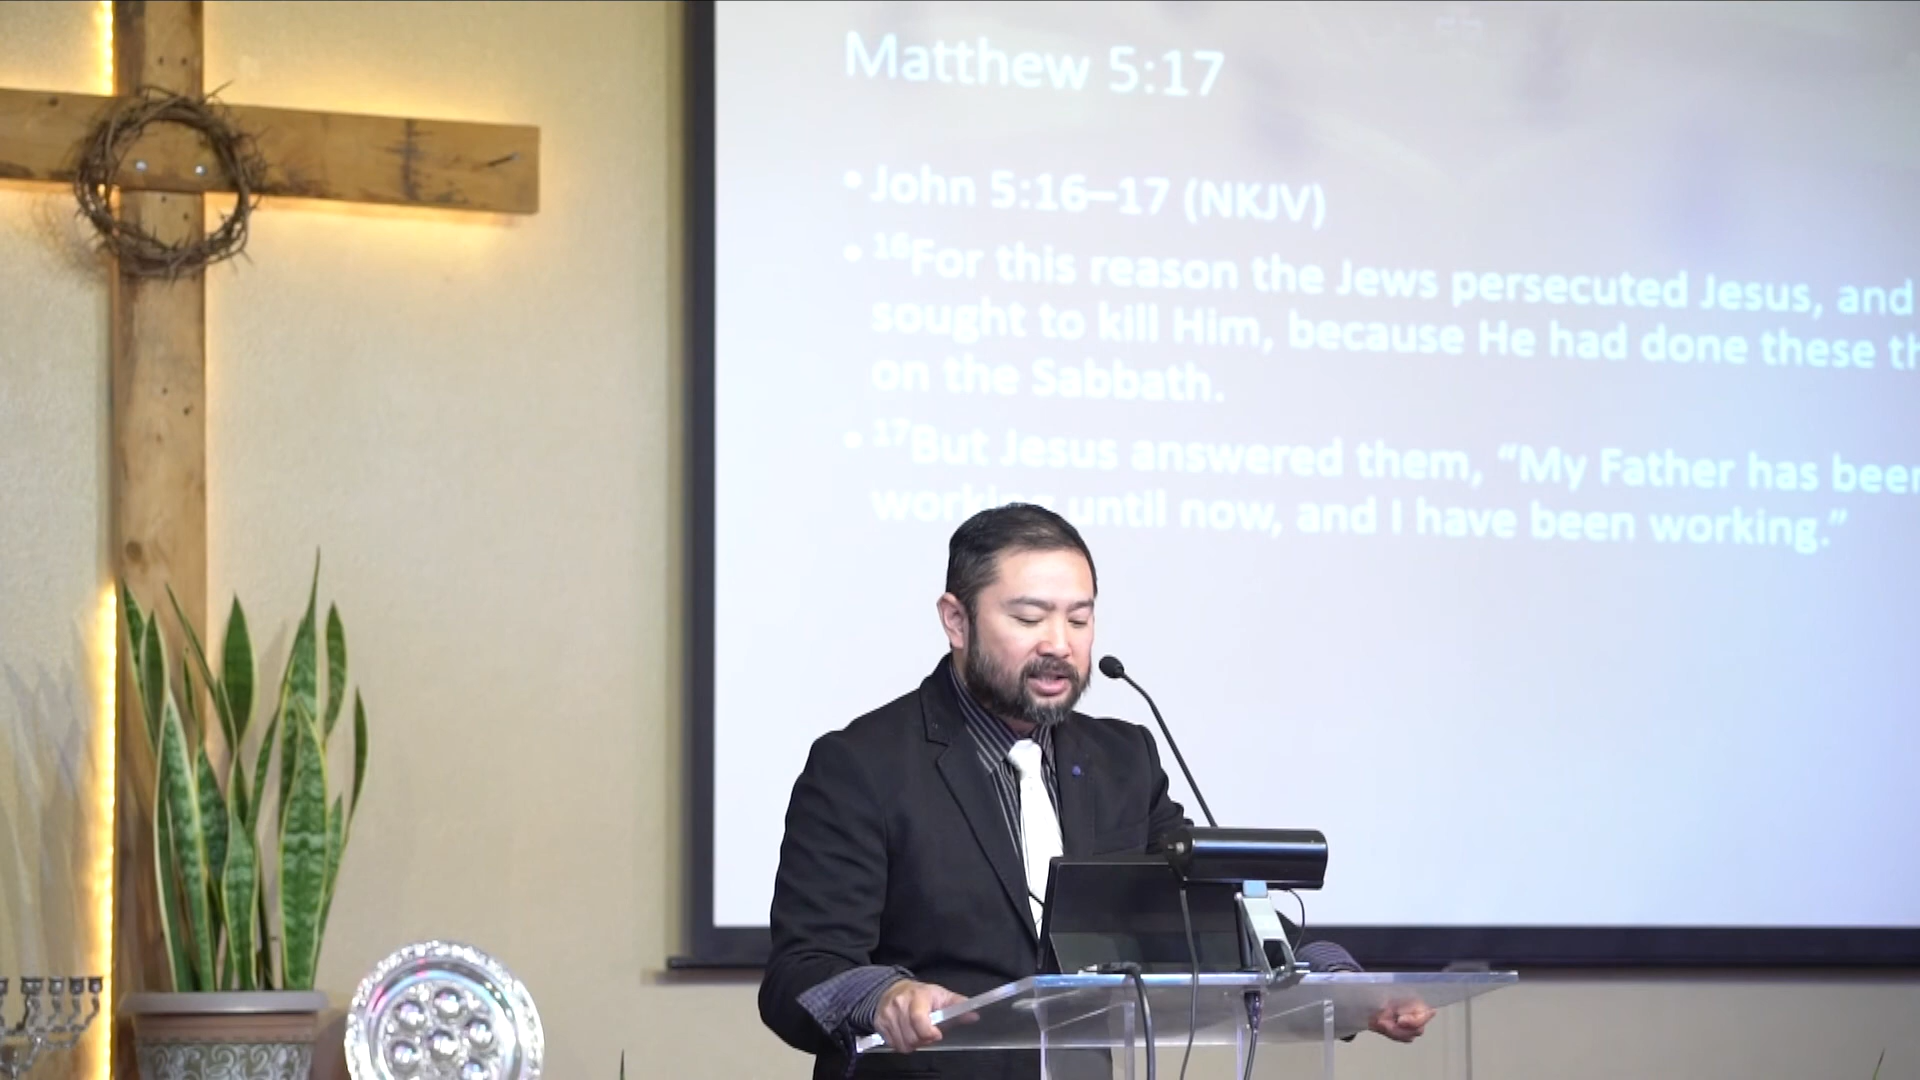 Matthew 5:17
• John 5:16–17 (NKJV)
• 16For this reason the Jews persecuted Jesus, and
sought to kill Him, because He had done these
on the Sabbath.
• 17But Jesus answered them, “My Father has been
working until now, and I have been working.”